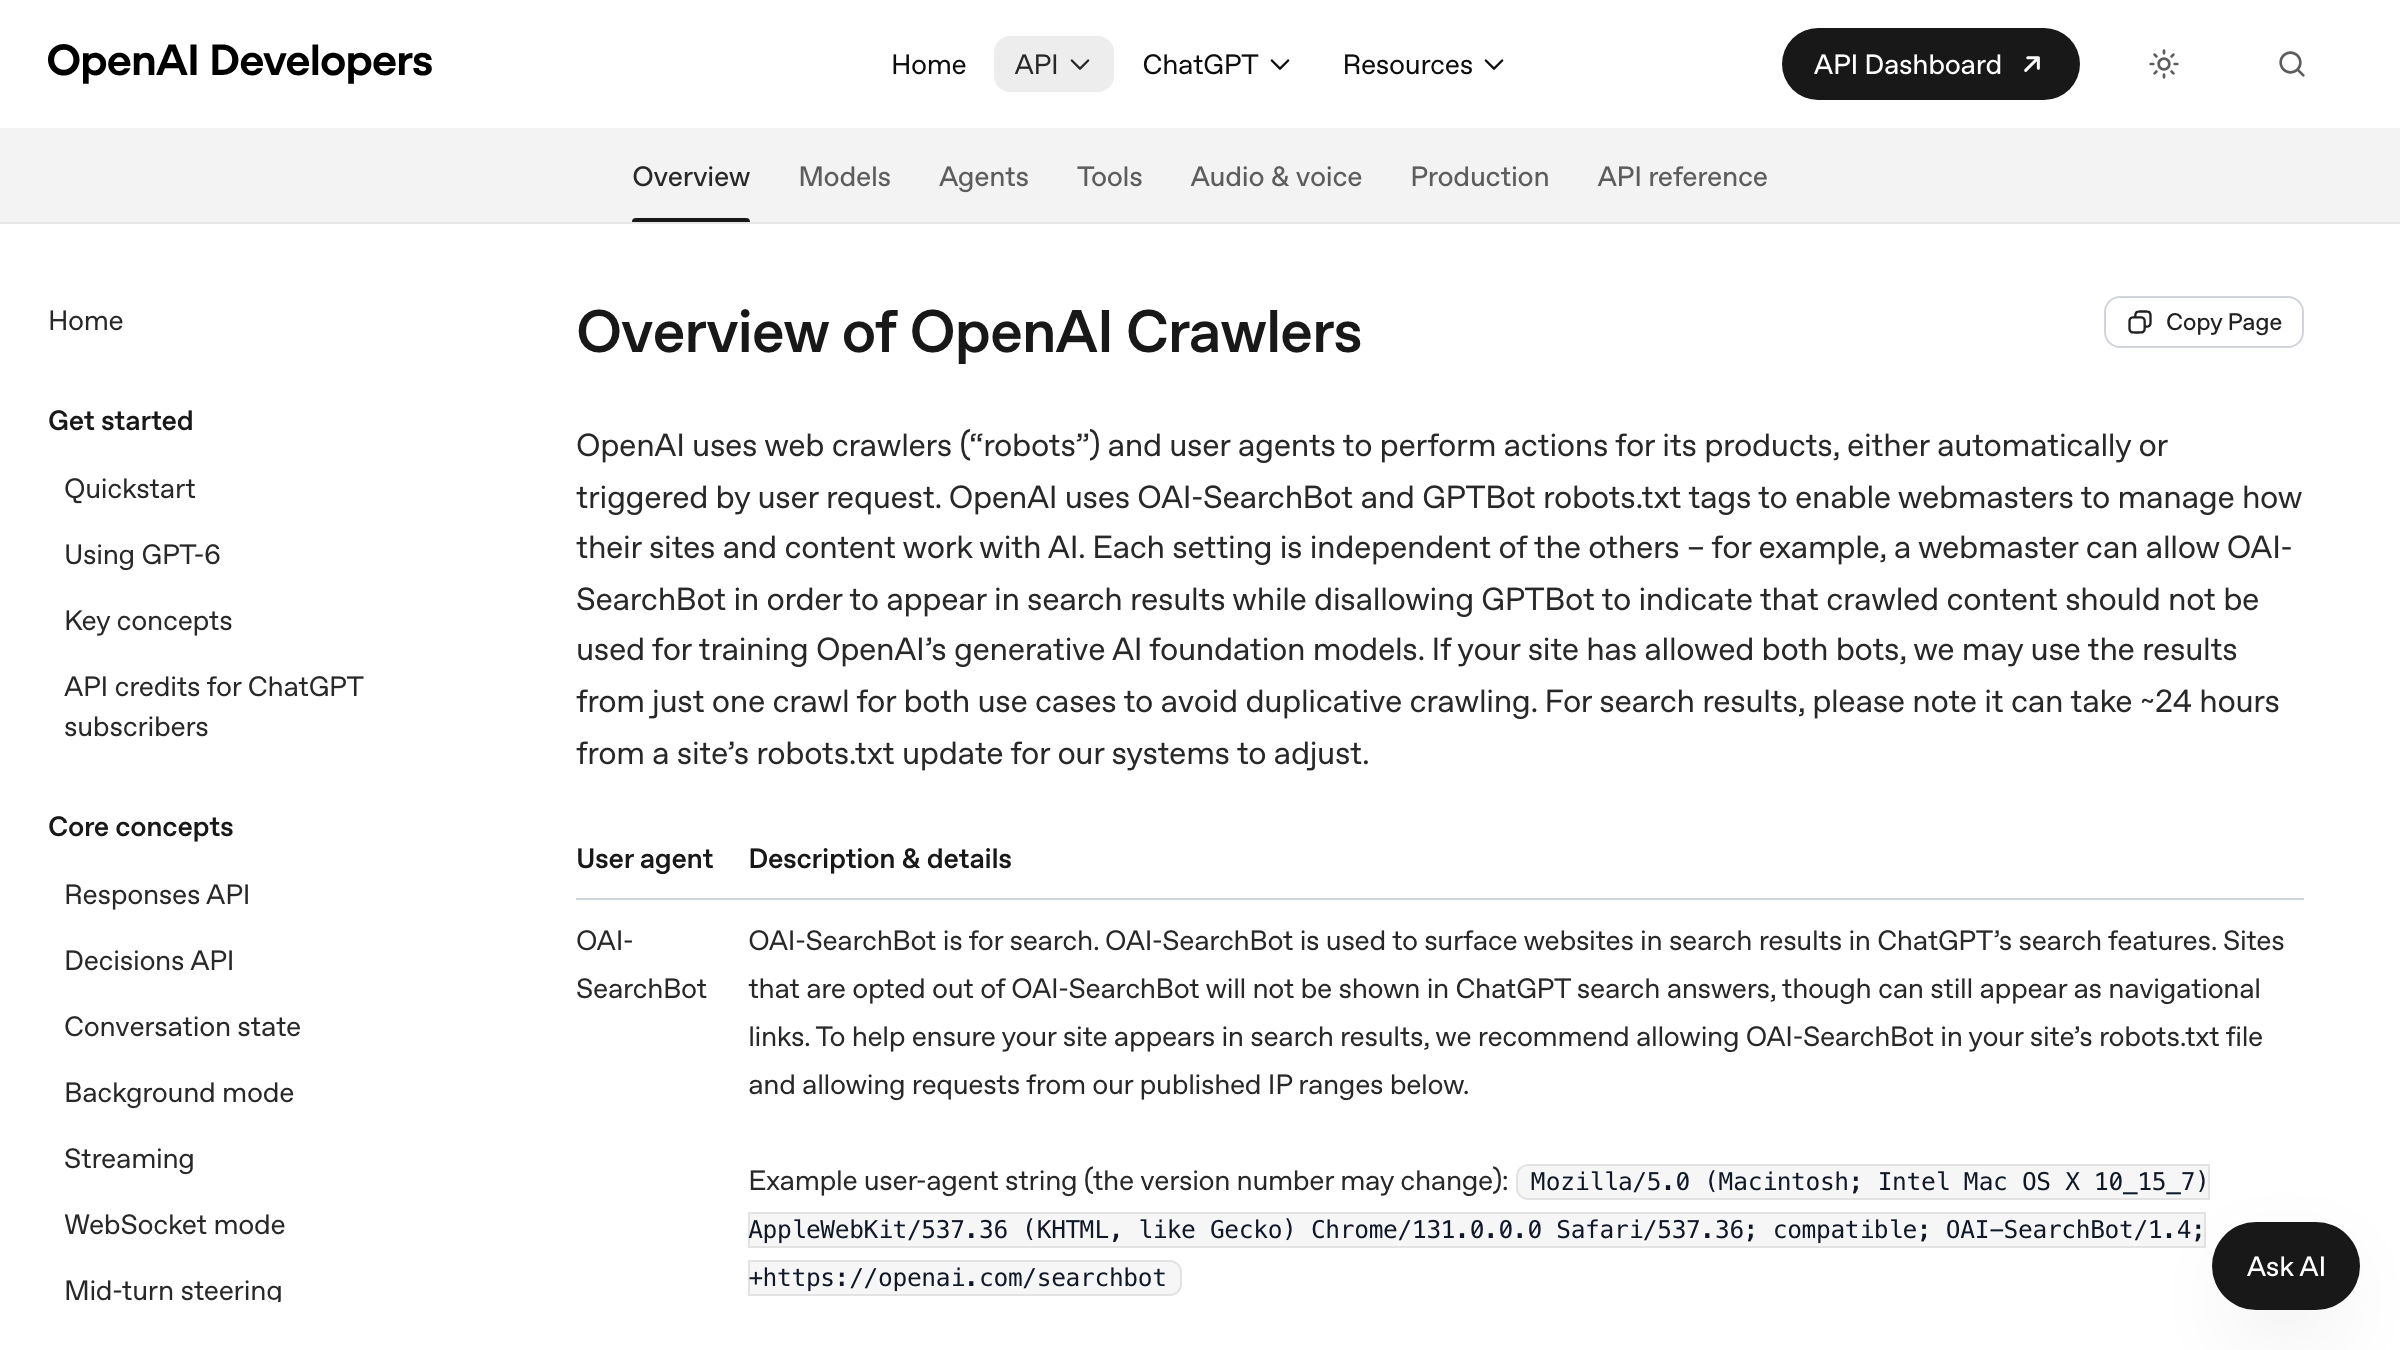 OpenAI Developers
Home
API
ChatGPT
Resources
API Dashboard
Overview
Models
Agents
Tools
Audio & voice
Production
API reference
Home
Get started
Quickstart
Using GPT-6
Key concepts
API credits for ChatGPT
subscribers
Core concepts
Responses API
Decisions API
Conversation state
Background mode
Streaming
WebSocket mode
Mid-turn steering
Overview of OpenAI Crawlers
Copy Page
OpenAI uses web crawlers (“robots”) and user agents to perform actions for its products, either automatically or
triggered by user request. OpenAI uses OAI-SearchBot and GPTBot robots.txt tags to enable webmasters to manage how
their sites and content work with AI. Each setting is independent of the others – for example, a webmaster can allow OAI-
SearchBot in order to appear in search results while disallowing GPTBot to indicate that crawled content should not be
used for training OpenAI’s generative AI foundation models. If your site has allowed both bots, we may use the results
from just one crawl for both use cases to avoid duplicative crawling. For search results, please note it can take ~24 hours
from a site’s robots.txt update for our systems to adjust.
User agent
Description & details
OAI-
SearchBot
OAI-SearchBot is for search. OAI-SearchBot is used to surface websites in search results in ChatGPT’s search features. Sites
that are opted out of OAI-SearchBot will not be shown in ChatGPT search answers, though can still appear as navigational
links. To help ensure your site appears in search results, we recommend allowing OAI-SearchBot in your site’s robots.txt file
and allowing requests from our published IP ranges below.
Example user-agent string (the version number may change): Mozilla/5.0 (Macintosh; Intel Mac OS X 10_15_7)
AppleWebKit/537.36 (KHTML, like Gecko) Chrome/131.0.0.0 Safari/537.36; compatible; OAI-SearchBot/1.4;
+https://openai.com/searchbot
Ask AI